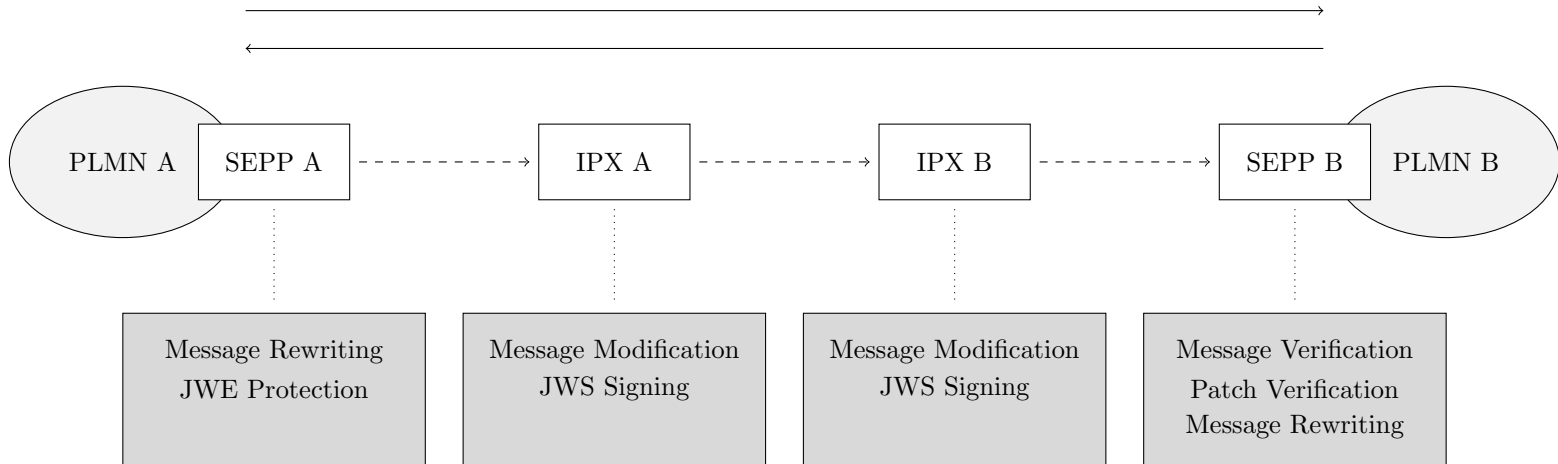 PLMN A
SEPP A
IPX A
IPX B
SEPP B
PLMN B
Message Rewriting
JWE Protection
Message Modification
JWS Signing
Message Modification
JWS Signing
Message Verification
Patch Verification
Message Rewriting